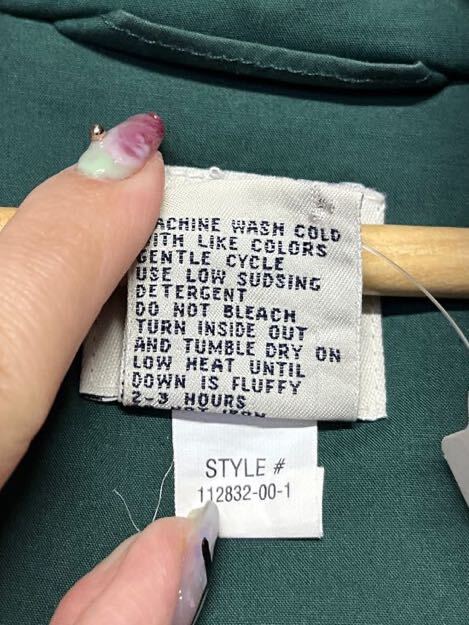 MACHINE WASH COLD
WITH LIKE COLORS
GENTLE CYCLE
USE LOW SUDSING
DETERGENT
DO NOT BLEACH
TURN INSIDE OUT
AND TUMBLE DRY ON
LOW HEAT UNTIL
DOWN IS FLUFFY
2-3 HOURS
STYLE #
112832-00-1